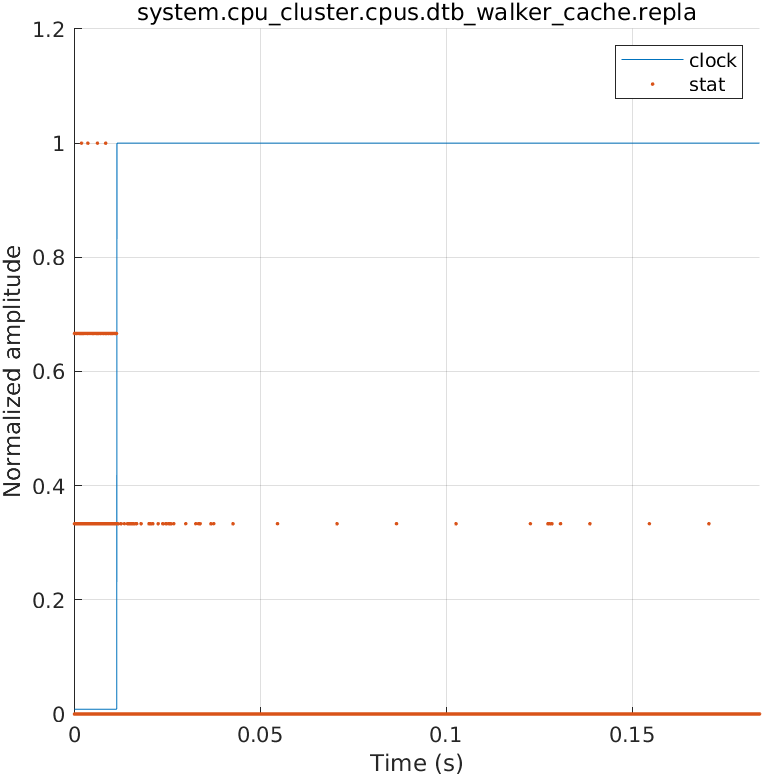 system.cpu_cluster.cpus.dtb_walker_cache.repla
clock
stat
Normalized amplitude
1.2
1
0.8
0.6
0.4
0.2
0
0 0.05 0.1 0.15
Time (s)